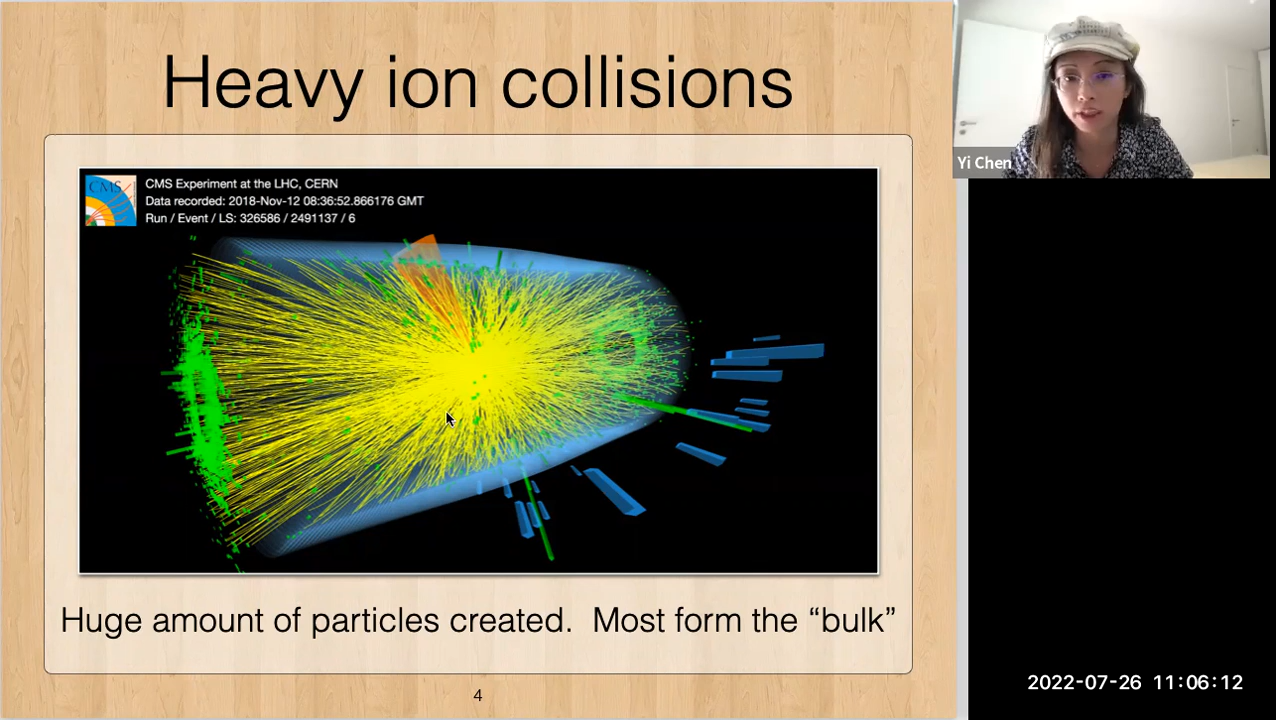 Heavy ion collisions
CMS
CMS Experiment at the LHC, CERN
Data recorded: 2018-Nov-12 08:36:52.866176 GMT
Run / Event / LS: 326586 / 2491137 / 6
Huge amount of particles created.  Most form the “bulk”
4
Yi Chen
2022-07-26 11:06:12